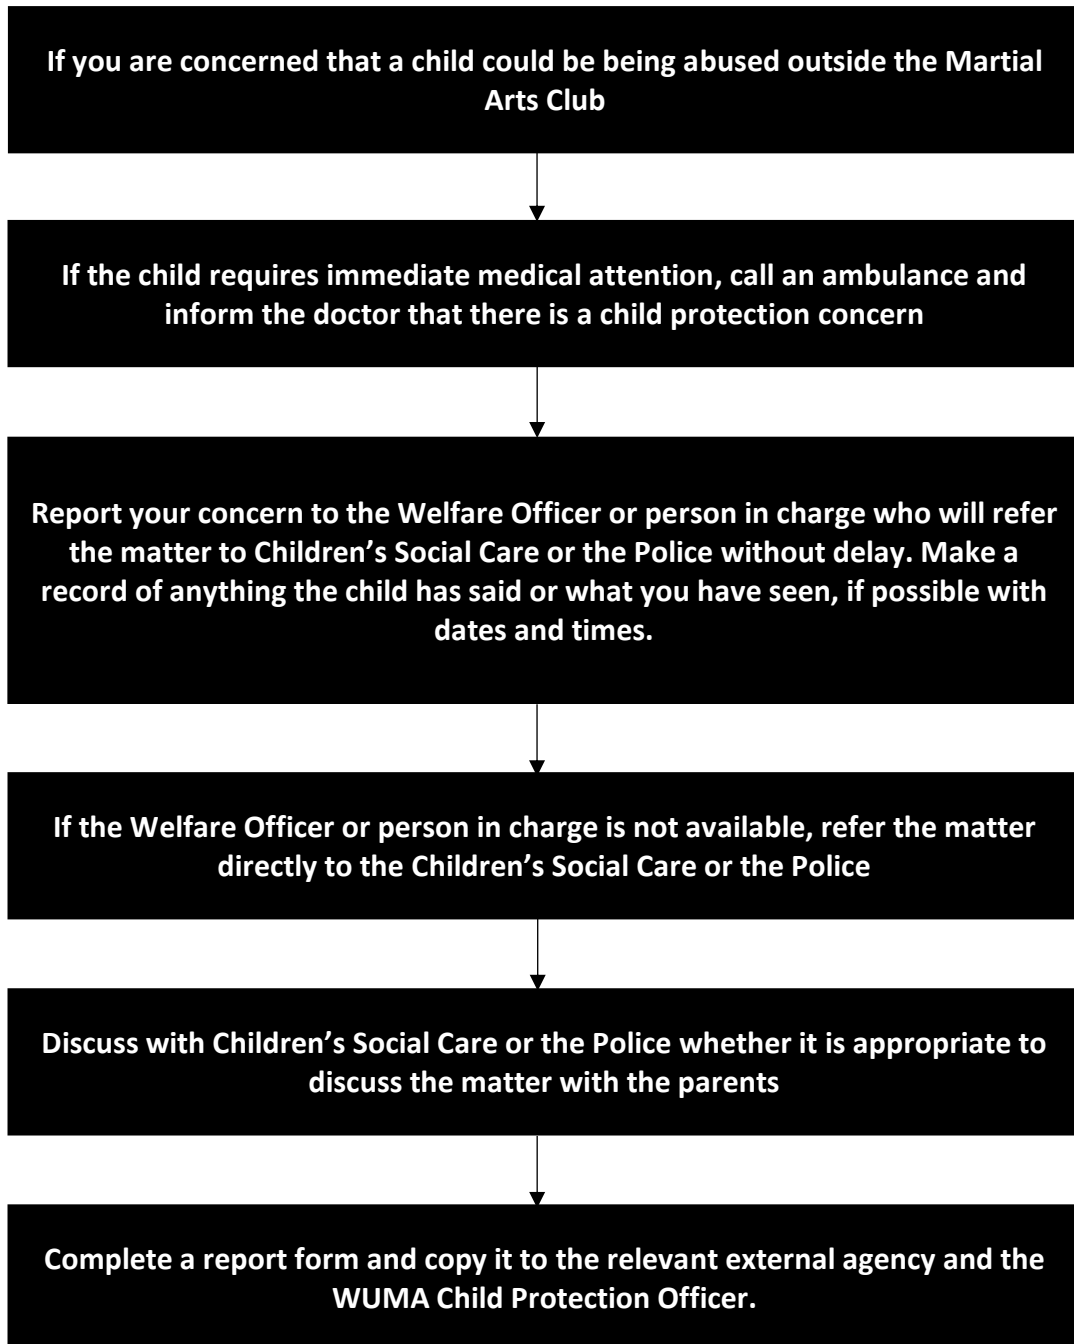 If you are concerned that a child could be being abused outside the Martial
Arts Club
If the child requires immediate medical attention, call an ambulance and
inform the doctor that there is a child protection concern
Report your concern to the Welfare Officer or person in charge who will refer
the matter to Children’s Social Care or the Police without delay. Make a
record of anything the child has said or what you have seen, if possible with
dates and times.
If the Welfare Officer or person in charge is not available, refer the matter
directly to the Children’s Social Care or the Police
Discuss with Children’s Social Care or the Police whether it is appropriate to
discuss the matter with the parents
Complete a report form and copy it to the relevant external agency and the
WUMA Child Protection Officer.